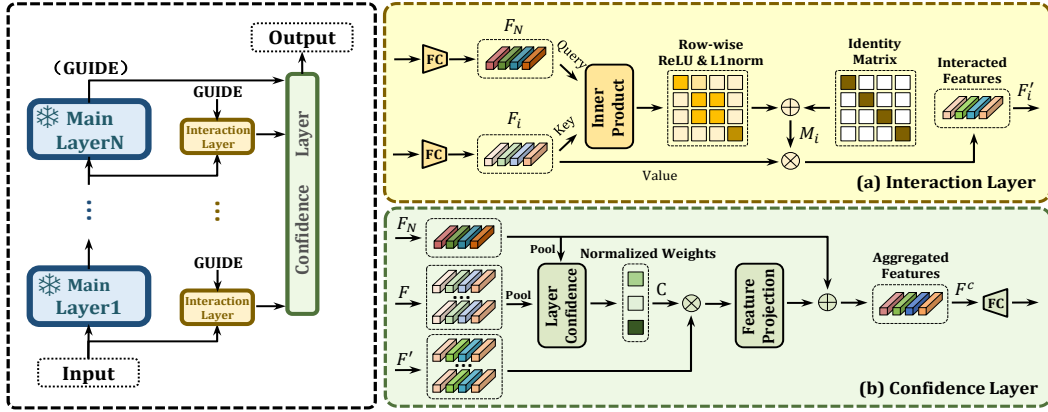 Output
(GUIDE)
GUIDE
Main
LayerN
Interaction
Layer
Confidence Layer
...
...
GUIDE
Main
Layer1
Interaction
Layer
Input
FC
F_N
Query
Row-wise
ReLU & L1norm
Identity
Matrix
Interacted
Features
F_i'
Inner
Product
FC
F_i
Key
M_i
Value
(a) Interaction Layer
F_N
Pool
Normalized Weights
Aggregated
Features
F
...
Pool
Layer
Confidence
C
Feature
Projection
F^c
FC
F'
...
(b) Confidence Layer